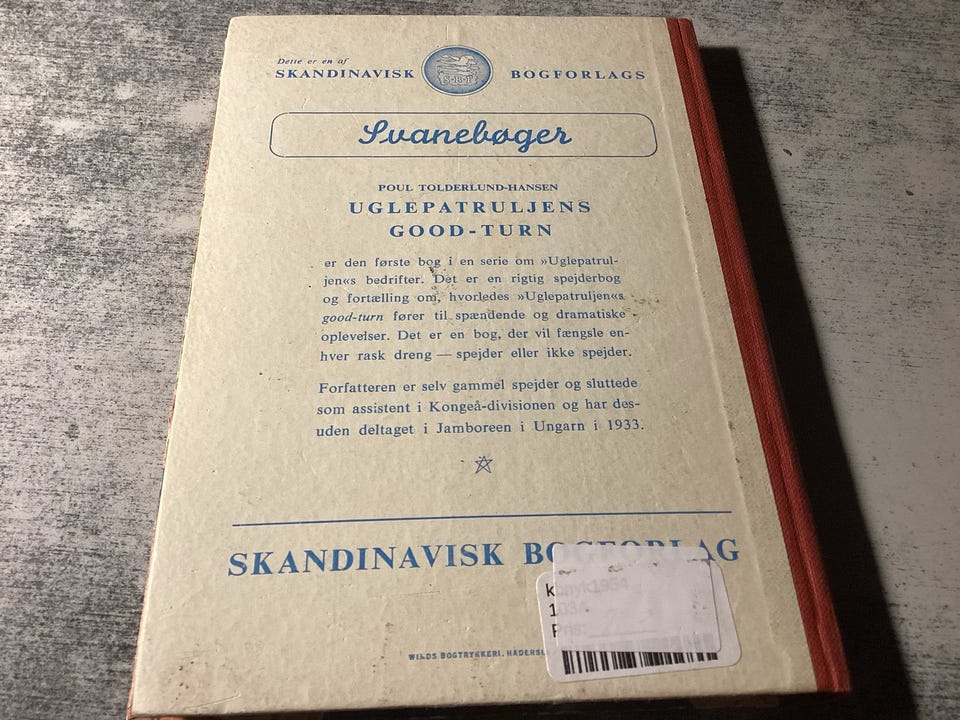 Dette er en af
SKANDINAVISK S·B·F BOGFORLAGS
Svanebøger
POUL TOLDERLUND-HANSEN
UGLEPATRULJENS
GOOD-TURN
er den første bog i en serie om »Uglepatrul-
jen«s bedrifter. Det er en rigtig spejderbog
og fortælling om, hvorledes »Uglepatruljen«s
good-turn fører til spændende og dramatiske
oplevelser. Det er en bog, der vil fængsle en-
hver rask dreng — spejder eller ikke spejder.
Forfatteren er selv gammel spejder og sluttede
som assistent i Kongeå-divisionen og har des-
uden deltaget i Jamboreen i Ungarn i 1933.
SKANDINAVISK BOGFORLAG
WINDS BOGTRYKKERI, HADERSL